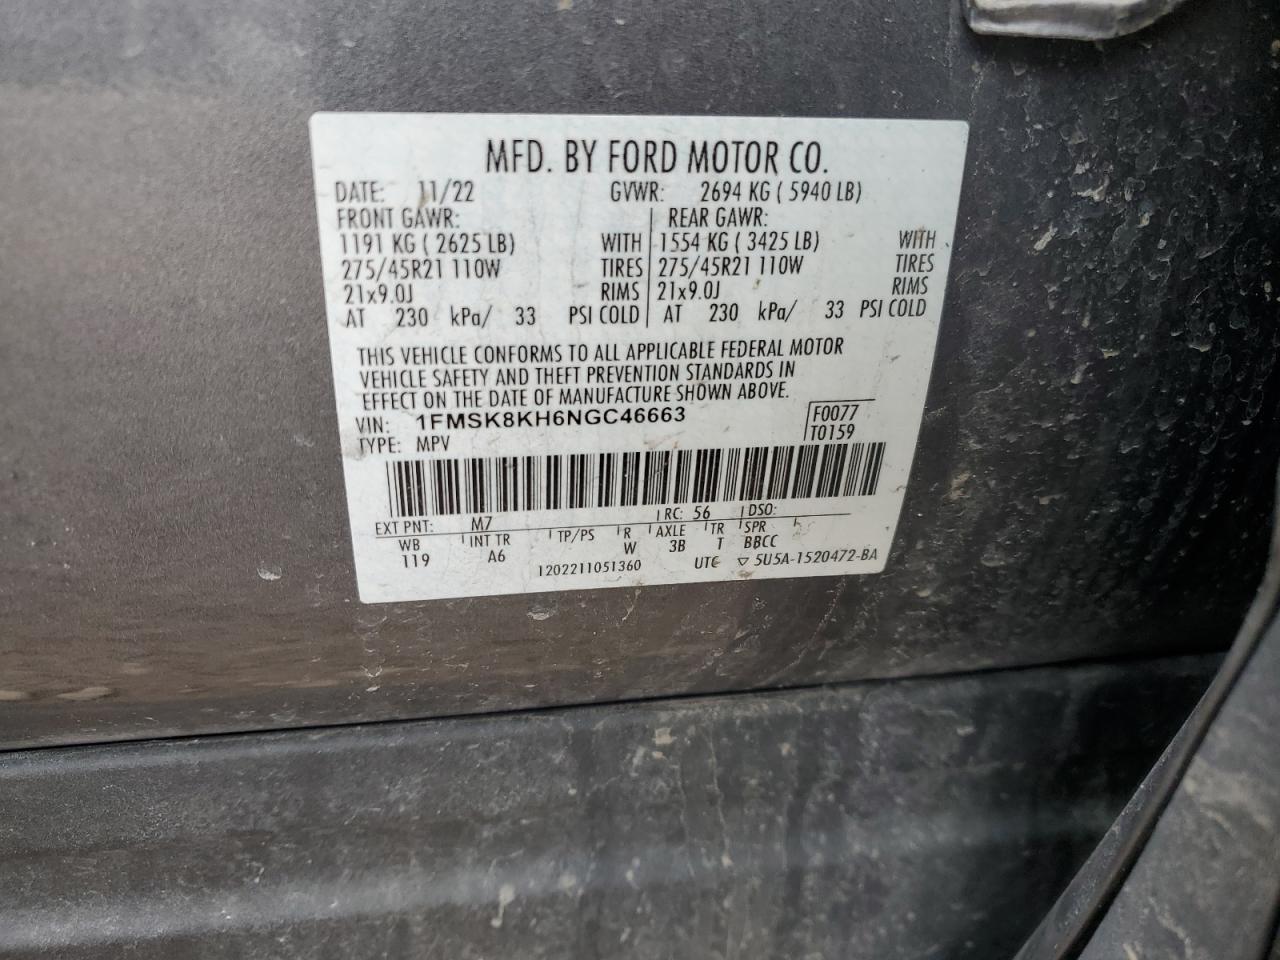 MFD. BY FORD MOTOR CO.
DATE: 11/22 GVWR: 2694 KG ( 5940 LB)
FRONT GAWR: REAR GAWR:
1191 KG ( 2625 LB) WITH 1554 KG ( 3425 LB) WITH
275/45R21 110W TIRES 275/45R21 110W TIRES
21x9.0J RIMS 21x9.0J RIMS
AT 230 kPa/ 33 PSI COLD AT 230 kPa/ 33 PSI COLD
THIS VEHICLE CONFORMS TO ALL APPLICABLE FEDERAL MOTOR
VEHICLE SAFETY AND THEFT PREVENTION STANDARDS IN
EFFECT ON THE DATE OF MANUFACTURE SHOWN ABOVE.
VIN: 1FMSK8KH6NGC46663 F0077
TYPE: MPV T0159
EXT PNT: M7 RC: 56 DSO:
WB INT TR TP/PS R AXLE TR SPR
119 A6 W 3B T BBCC
1202211051360 UTC ▽ 5U5A-1520472-BA